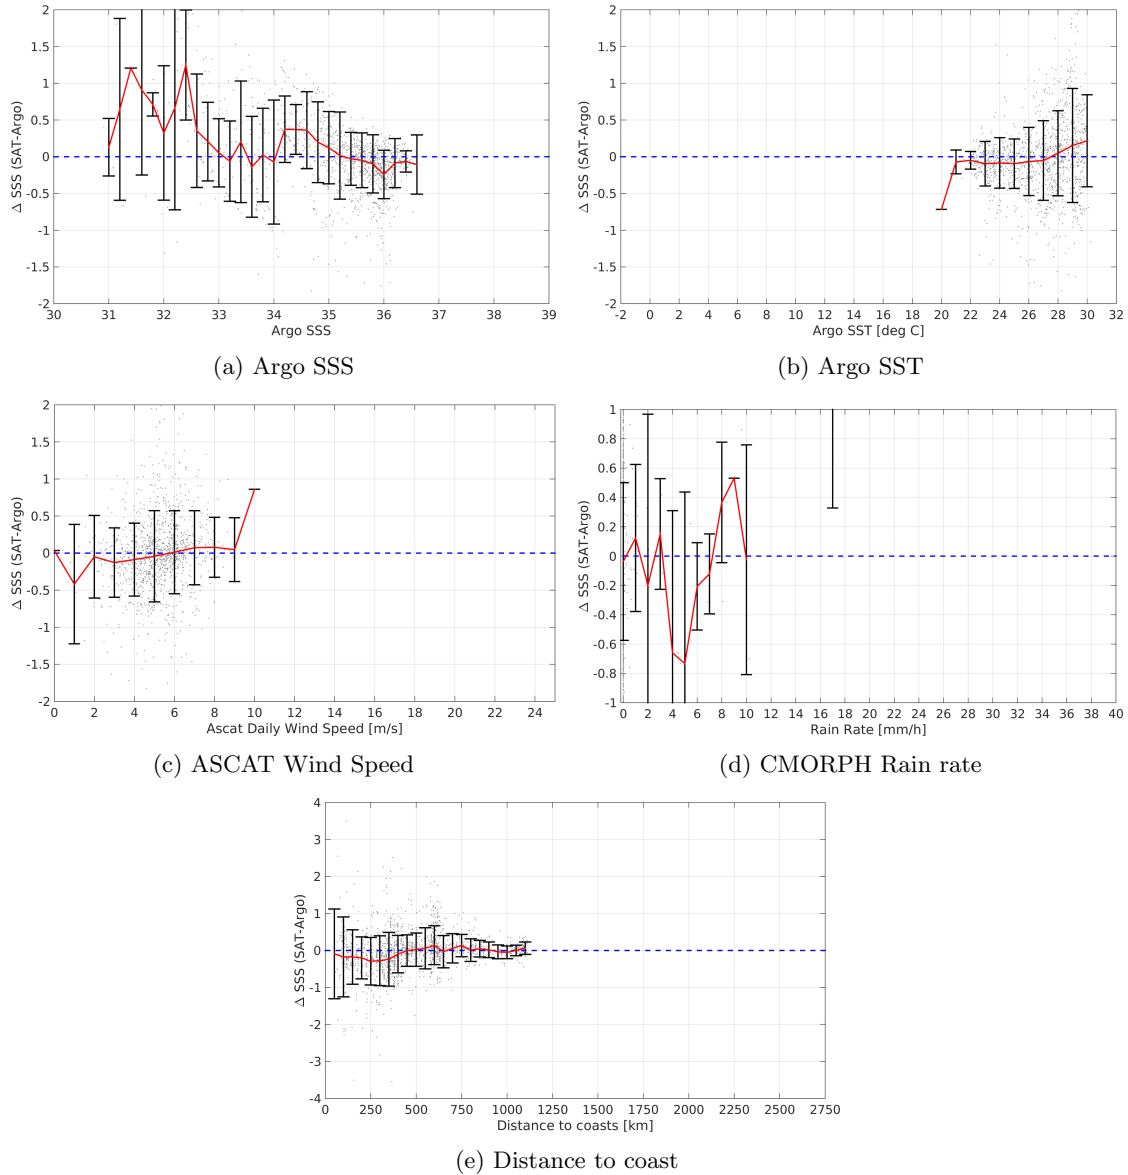 2
1.5
1
0.5
0
-0.5
-1
-1.5
-2
Δ SSS (SAT-Argo)
30 31 32 33 34 35 36 37 38 39
Argo SSS
(a) Argo SSS
2
1.5
1
0.5
0
-0.5
-1
-1.5
-2
Δ SSS (SAT-Argo)
-2 0 2 4 6 8 10 12 14 16 18 20 22 24 26 28 30 32
Argo SST [deg C]
(b) Argo SST
2
1.5
1
0.5
0
-0.5
-1
-1.5
-2
Δ SSS (SAT-Argo)
0 2 4 6 8 10 12 14 16 18 20 22 24
Ascat Daily Wind Speed [m/s]
(c) ASCAT Wind Speed
1
0.8
0.6
0.4
0.2
0
-0.2
-0.4
-0.6
-0.8
-1
Δ SSS (SAT-Argo)
0 2 4 6 8 10 12 14 16 18 20 22 24 26 28 30 32 34 36 38 40
Rain Rate [mm/h]
(d) CMORPH Rain rate
4
3
2
1
0
-1
-2
-3
-4
Δ SSS (SAT-Argo)
0 250 500 750 1000 1250 1500 1750 2000 2250 2500 2750
Distance to coasts [km]
(e) Distance to coast